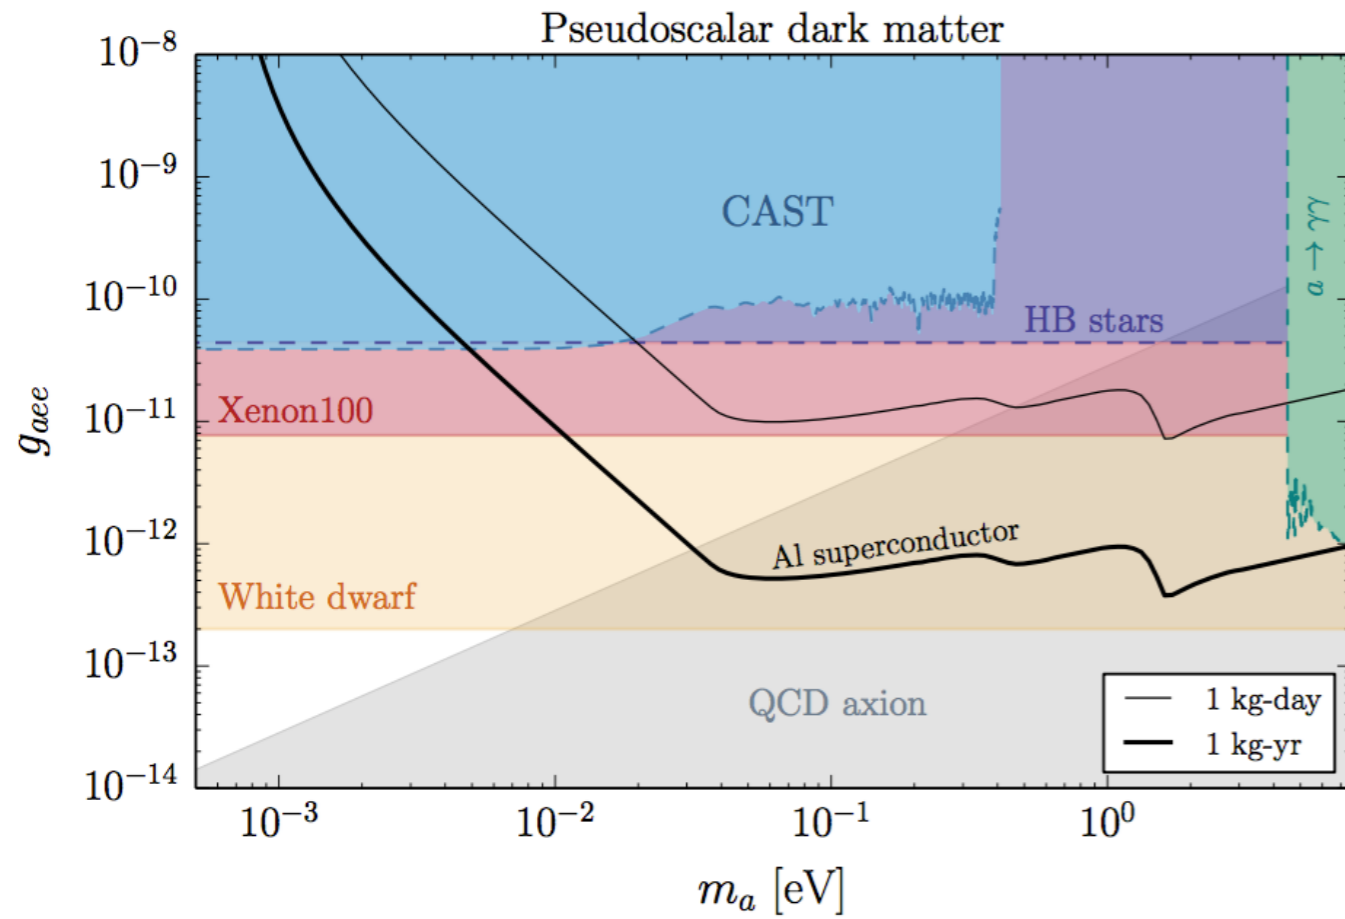 Pseudoscalar dark matter
10⁻⁸
10⁻⁹
10⁻¹⁰
10⁻¹¹
10⁻¹²
10⁻¹³
10⁻¹⁴
g_aee
CAST
a → γγ
HB stars
Xenon100
Al superconductor
White dwarf
QCD axion
1 kg-day
1 kg-yr
10⁻³ 10⁻² 10⁻¹ 10⁰
m_a [eV]